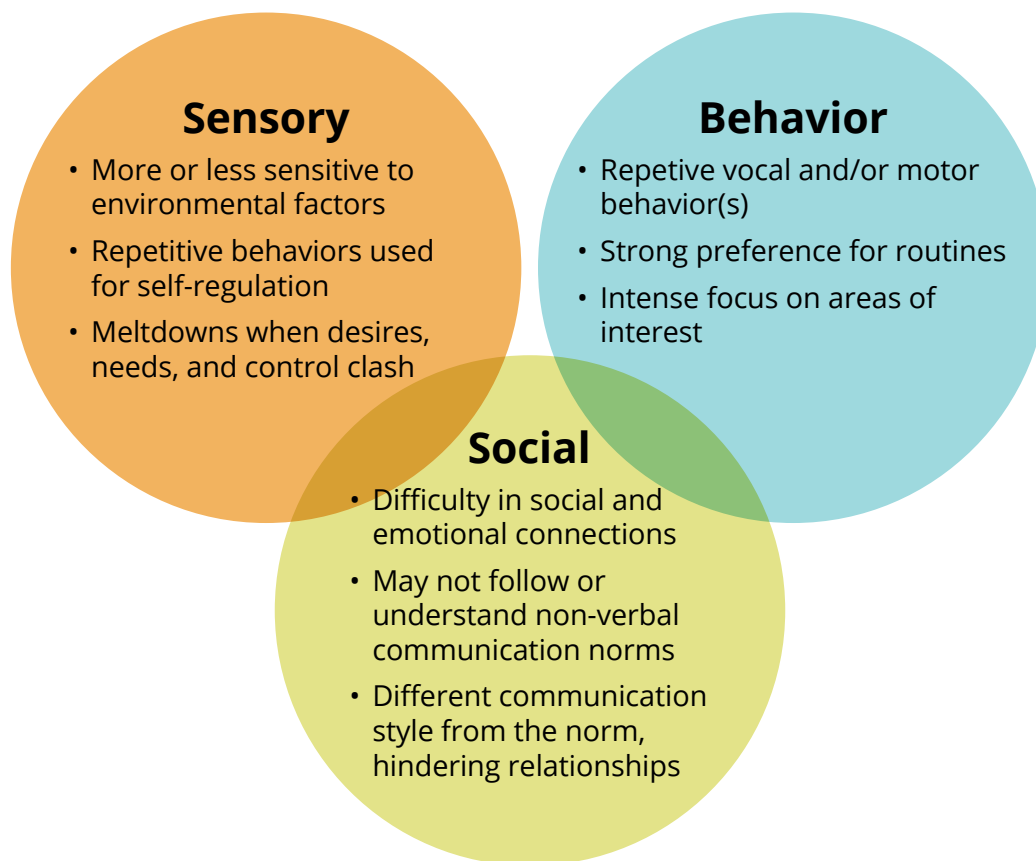 Sensory
• More or less sensitive to
environmental factors
• Repetitive behaviors used
for self-regulation
• Meltdowns when desires,
needs, and control clash
Behavior
• Repetive vocal and/or motor
behavior(s)
• Strong preference for routines
• Intense focus on areas of
interest
Social
• Difficulty in social and
emotional connections
• May not follow or
understand non-verbal
communication norms
• Different communication
style from the norm,
hindering relationships